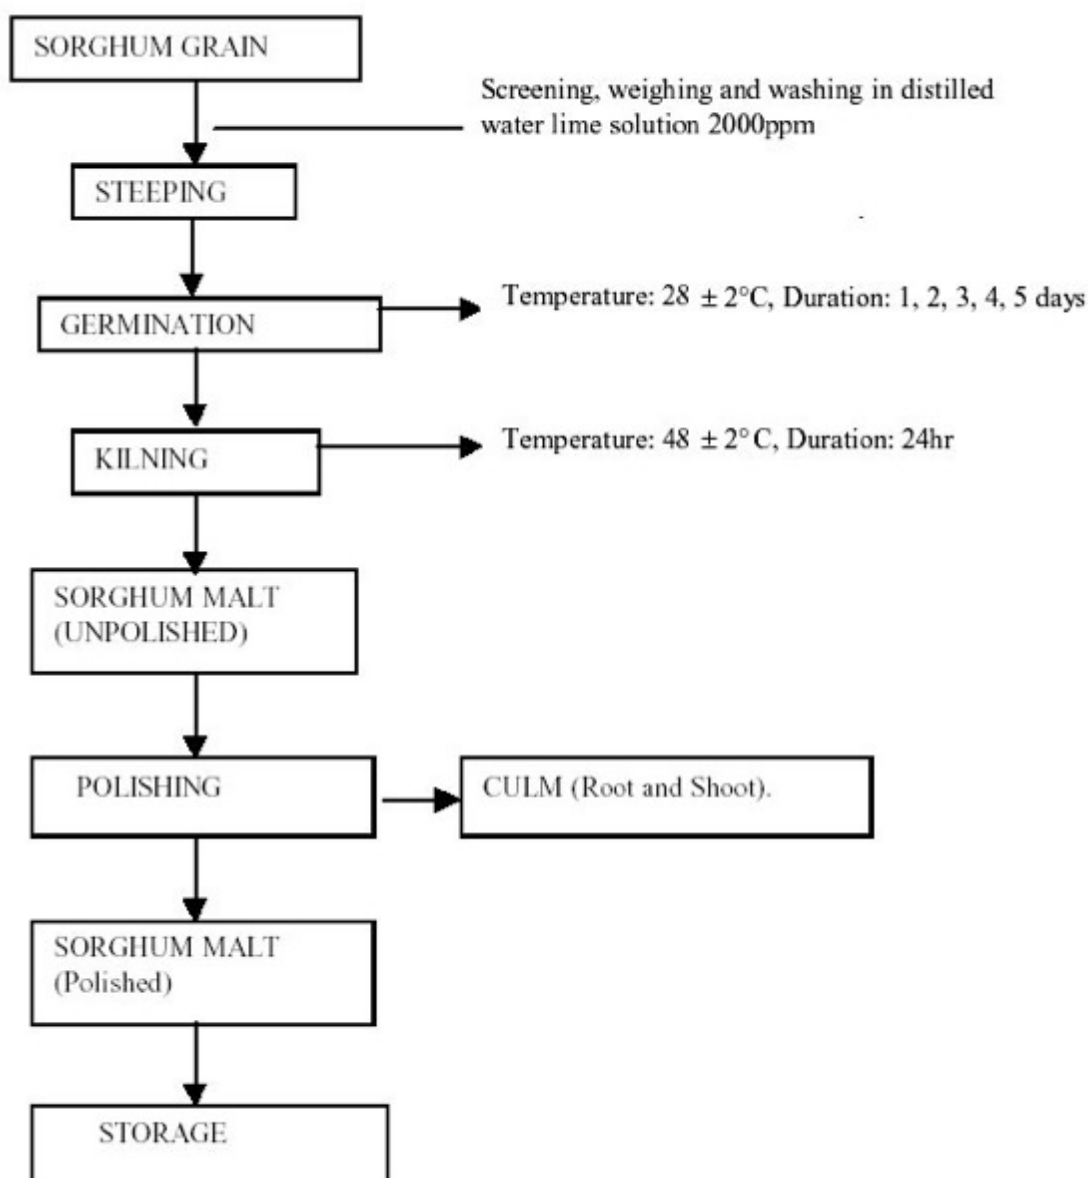 SORGHUM GRAIN
Screening, weighing and washing in distilled
water lime solution 2000ppm
STEEPING
GERMINATION
Temperature: 28 ± 2°C, Duration: 1, 2, 3, 4, 5 days
KILNING
Temperature: 48 ± 2°C, Duration: 24hr
SORGHUM MALT
(UNPOLISHED)
POLISHING
CULM (Root and Shoot).
SORGHUM MALT
(Polished)
STORAGE